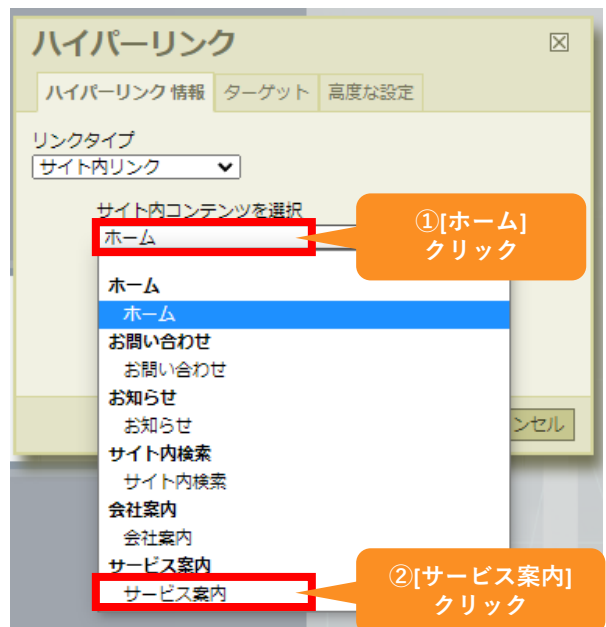 ハイパーリンク
ハイパーリンク 情報 ターゲット 高度な設定
リンクタイプ
サイト内リンク
サイト内コンテンツを選択
ホーム
①[ホーム]
クリック
ホーム
ホーム
お問い合わせ
お問い合わせ
お知らせ
お知らせ
ンセル
サイト内検索
サイト内検索
会社案内
会社案内
サービス案内
サービス案内
②[サービス案内]
クリック